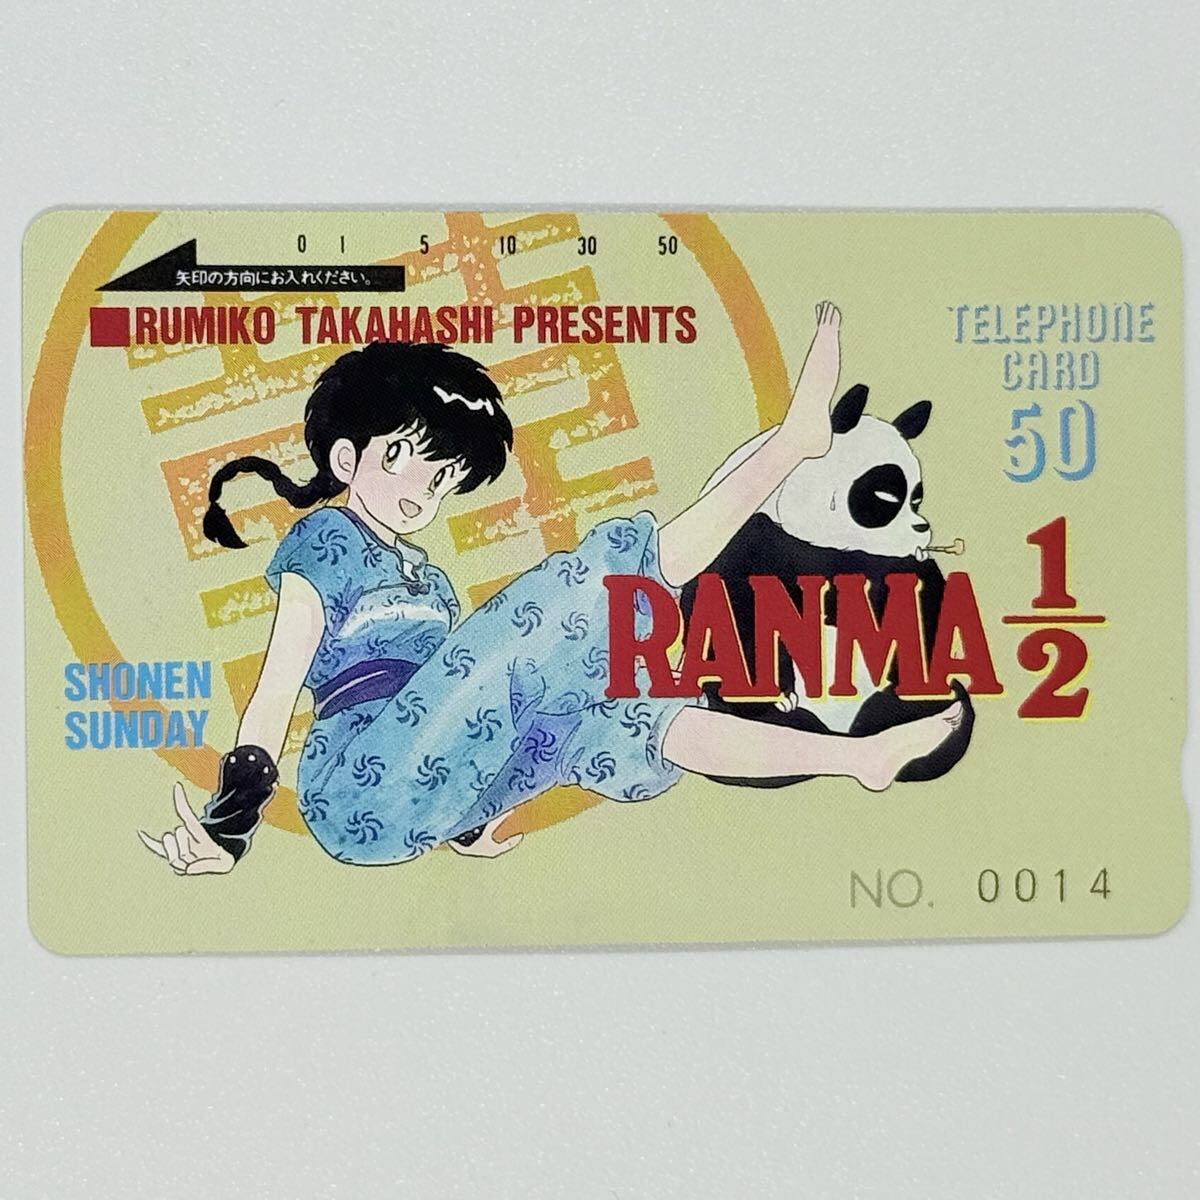 0 1 5 10 30 50
矢印の方向にお入れください。
RUMIKO TAKAHASHI PRESENTS
TELEPHONE
CARD
50
RANMA 1/2
SHONEN
SUNDAY
NO. 0014